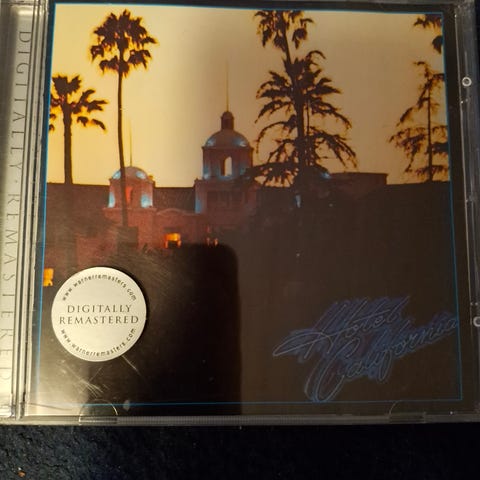 DIGITALLY · REMASTERED
www.warnerremasters.com
DIGITALLY
REMASTERED
www.warnerremasters.com
Hotel
California